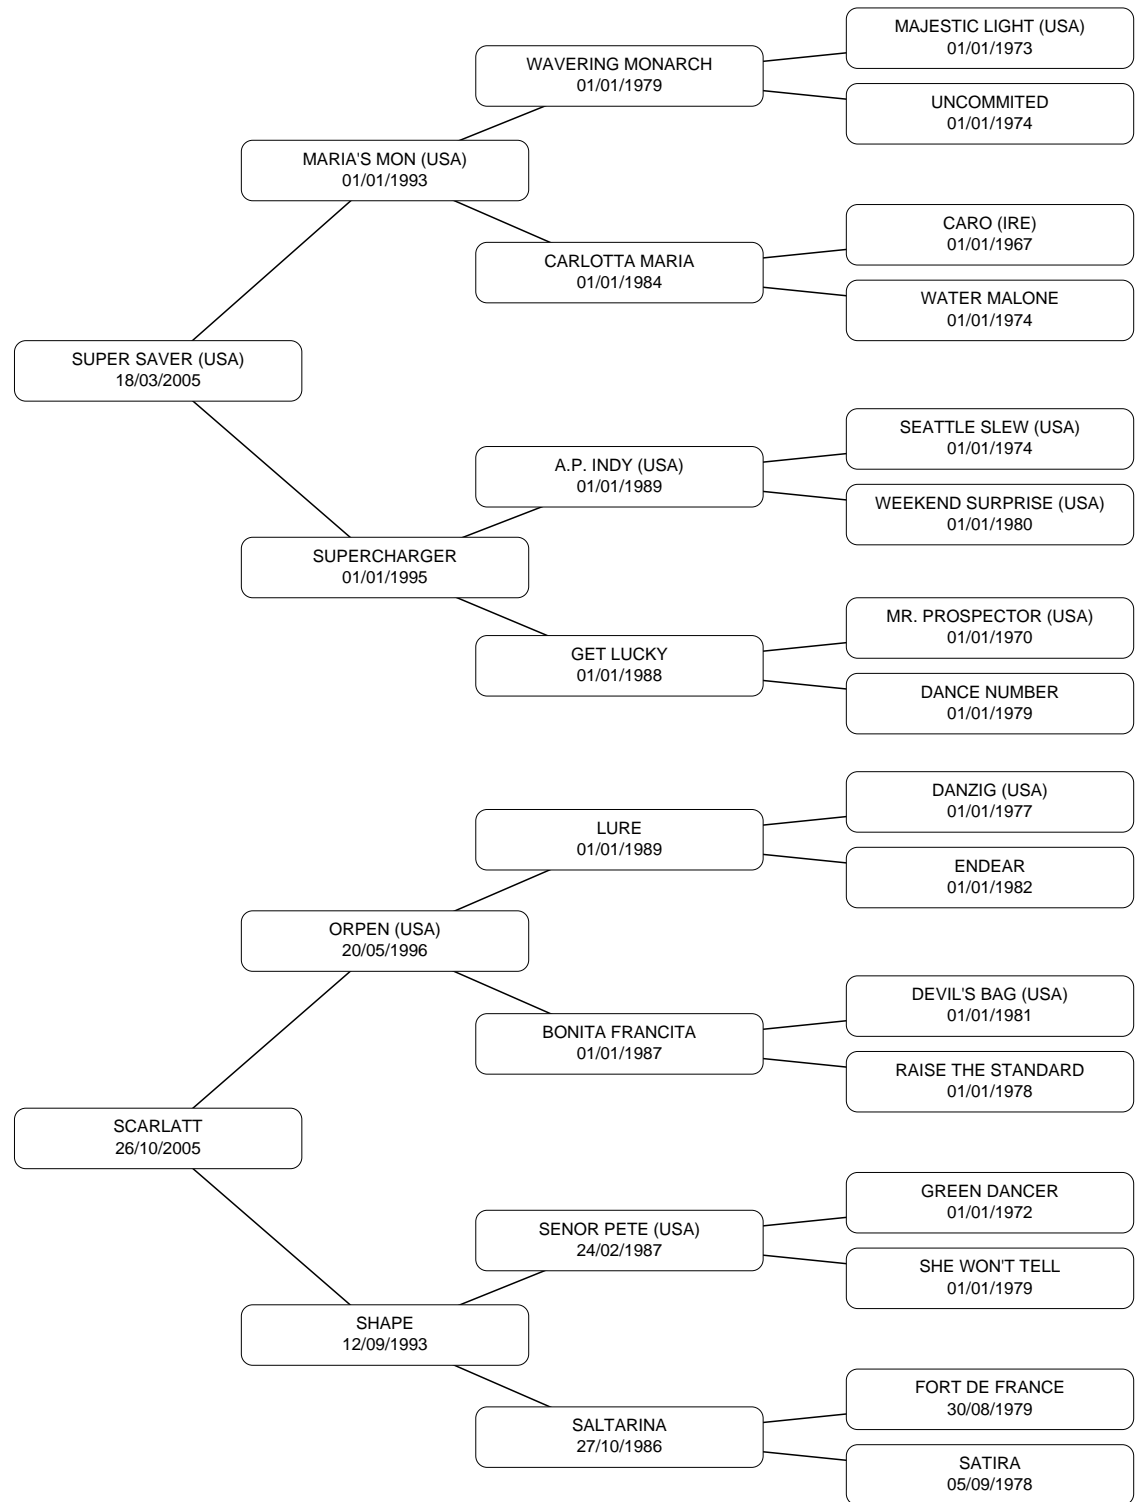 MAJESTIC LIGHT (USA)
01/01/1973
WAVERING MONARCH
01/01/1979
UNCOMMITED
01/01/1974
MARIA'S MON (USA)
01/01/1993
CARO (IRE)
01/01/1967
CARLOTTA MARIA
01/01/1984
WATER MALONE
01/01/1974
SUPER SAVER (USA)
18/03/2005
SEATTLE SLEW (USA)
01/01/1974
A.P. INDY (USA)
01/01/1989
WEEKEND SURPRISE (USA)
01/01/1980
SUPERCHARGER
01/01/1995
MR. PROSPECTOR (USA)
01/01/1970
GET LUCKY
01/01/1988
DANCE NUMBER
01/01/1979
DANZIG (USA)
01/01/1977
LURE
01/01/1989
ENDEAR
01/01/1982
ORPEN (USA)
20/05/1996
DEVIL'S BAG (USA)
01/01/1981
BONITA FRANCITA
01/01/1987
RAISE THE STANDARD
01/01/1978
SCARLATT
26/10/2005
GREEN DANCER
01/01/1972
SENOR PETE (USA)
24/02/1987
SHE WON'T TELL
01/01/1979
SHAPE
12/09/1993
FORT DE FRANCE
30/08/1979
SALTARINA
27/10/1986
SATIRA
05/09/1978